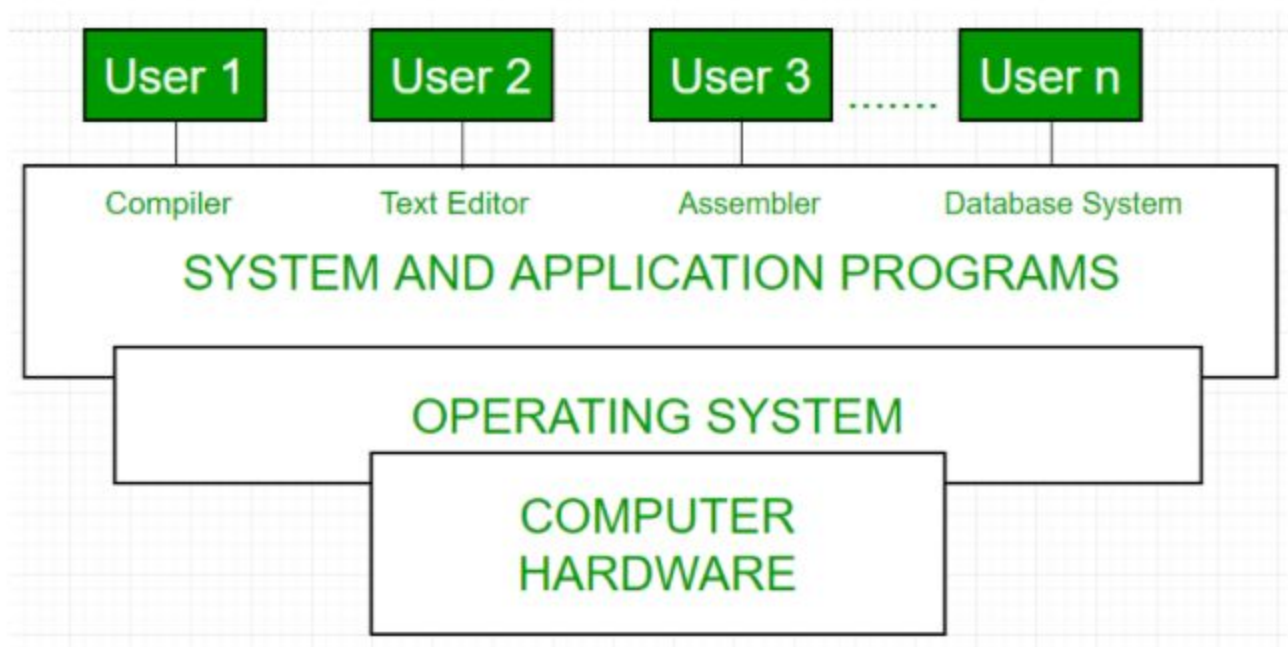 User 1 User 2 User 3 ....... User n
Compiler Text Editor Assembler Database System
SYSTEM AND APPLICATION PROGRAMS
OPERATING SYSTEM
COMPUTER
HARDWARE